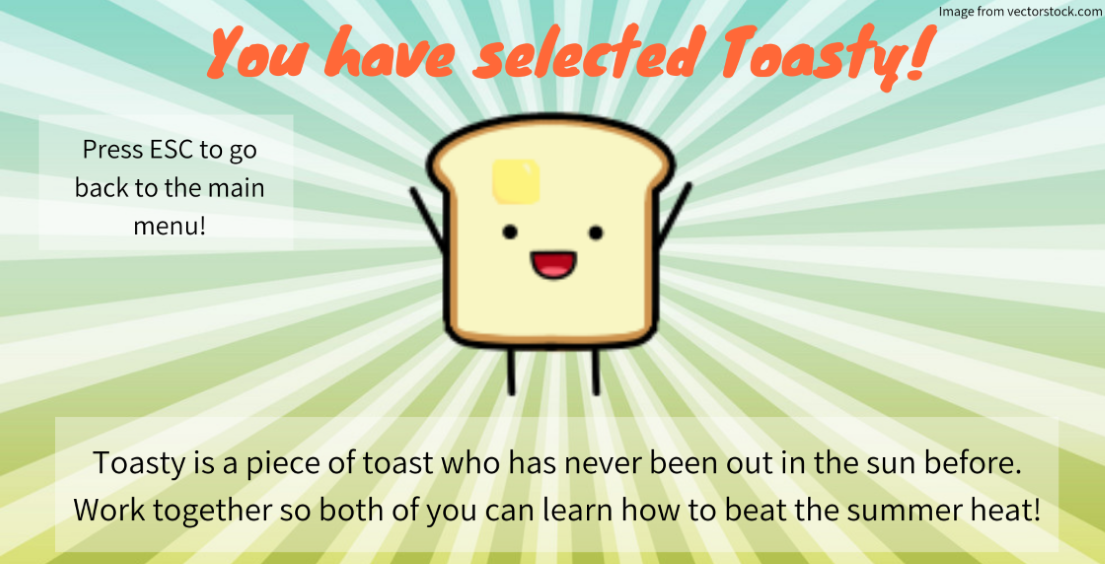 Image from vectorstock.com
You have selected Toasty!
Press ESC to go
back to the main
menu!
Toasty is a piece of toast who has never been out in the sun before.
Work together so both of you can learn how to beat the summer heat!